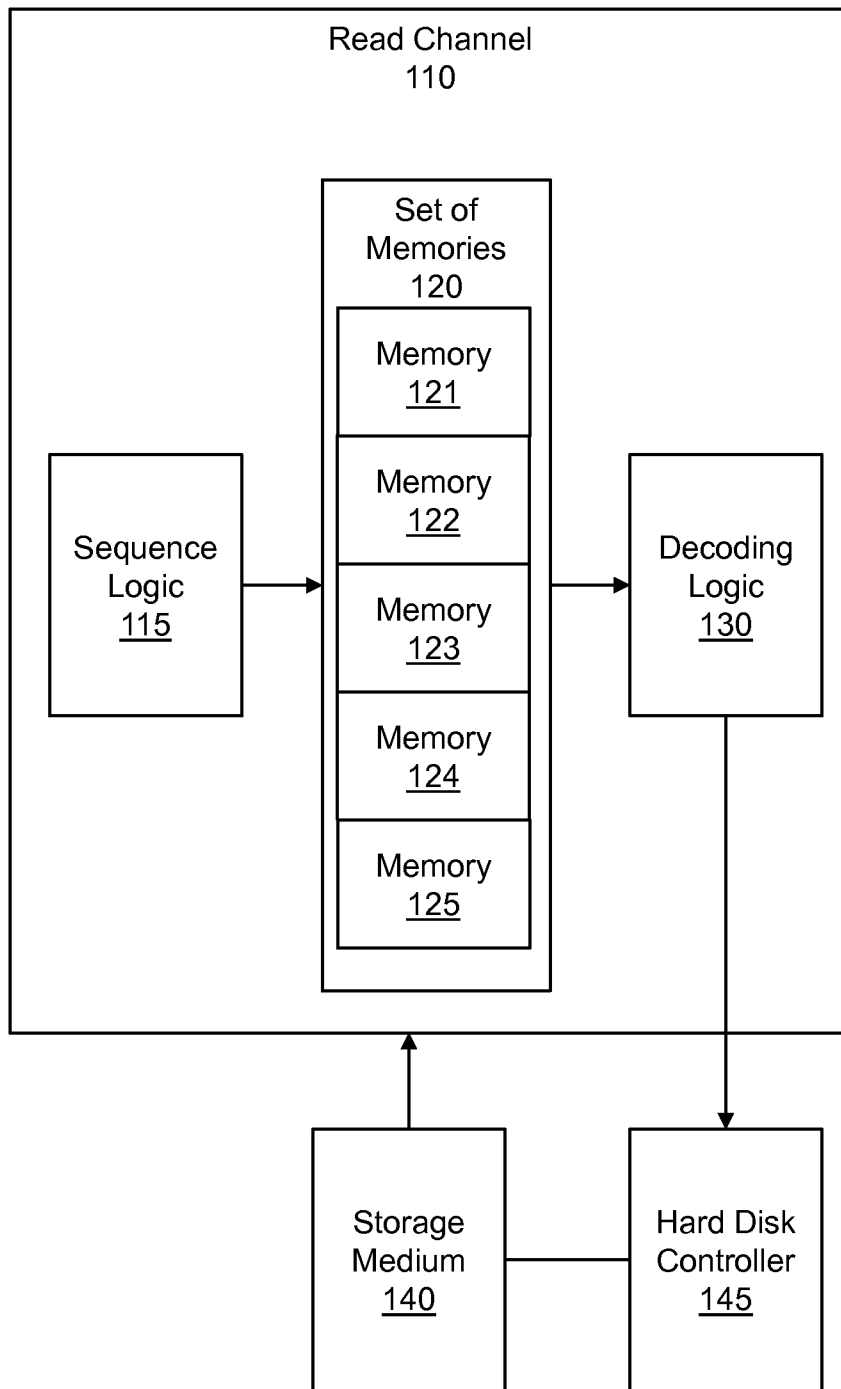 Read Channel
110
Set of
Memories
120
Memory
121
Memory
122
Memory
123
Memory
124
Memory
125
Sequence
Logic
115
Decoding
Logic
130
Storage
Medium
140
Hard Disk
Controller
145